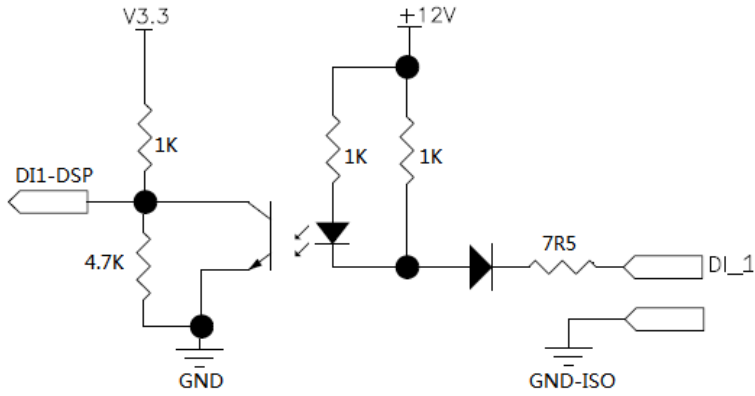 V3.3
+12V
1K
1K
1K
DI1-DSP
4.7K
7R5
DI_1
GND
GND-ISO